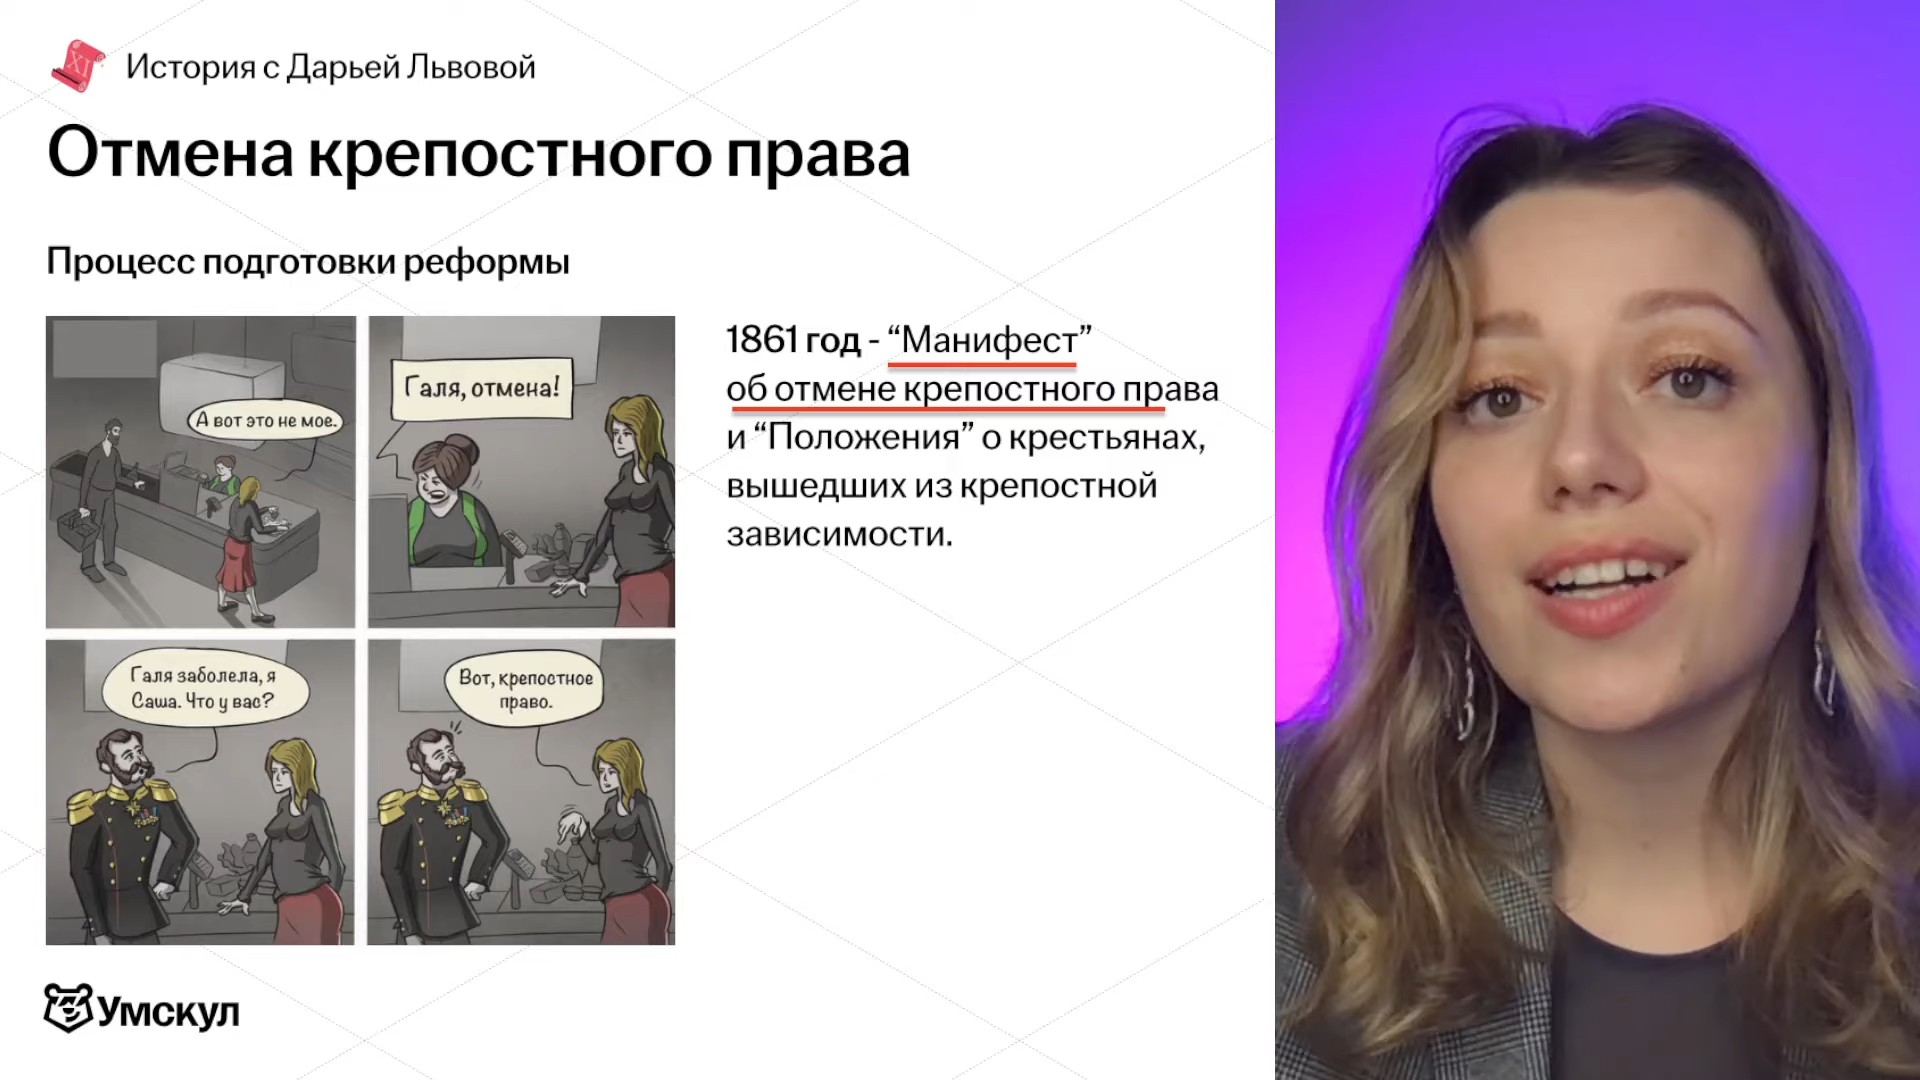 История с Дарьей Львовой
Отмена крепостного права
Процесс подготовки реформы
А вот это не мое.
Галя, отмена!
Галя заболела, я
Саша. Что у вас?
Вот, крепостное
право.
1861 год - “Манифест”
об отмене крепостного права
и “Положения” о крестьянах,
вышедших из крепостной
зависимости.
Умскул
XI